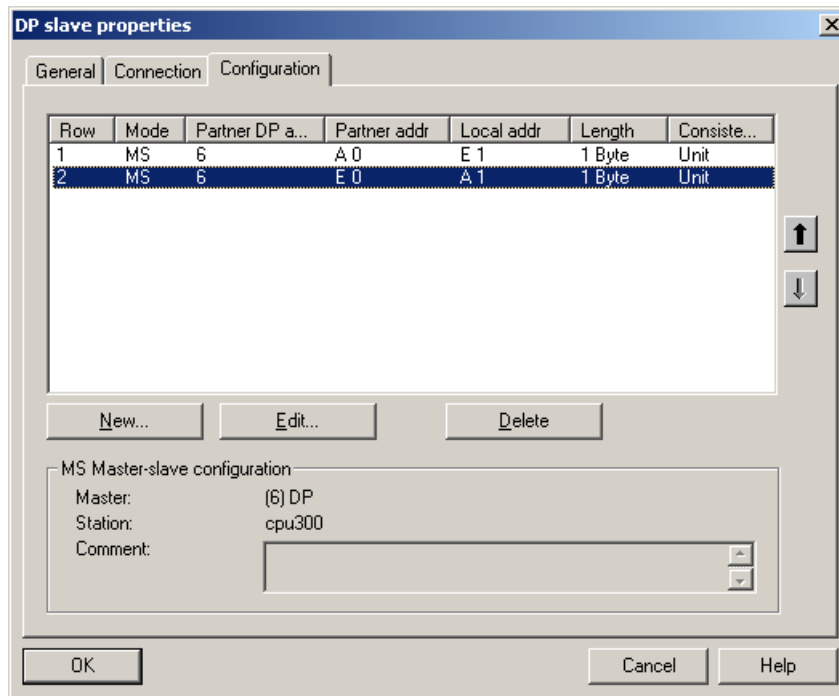 DP slave properties
General Connection Configuration
Row Mode Partner DP a... Partner addr Local addr Length Consiste...
1 MS 6 A 0 E 1 1 Byte Unit
2 MS 6 E 0 A 1 1 Byte Unit
New... Edit... Delete
MS Master-slave configuration
Master: (6) DP
Station: cpu300
Comment:
OK Cancel Help